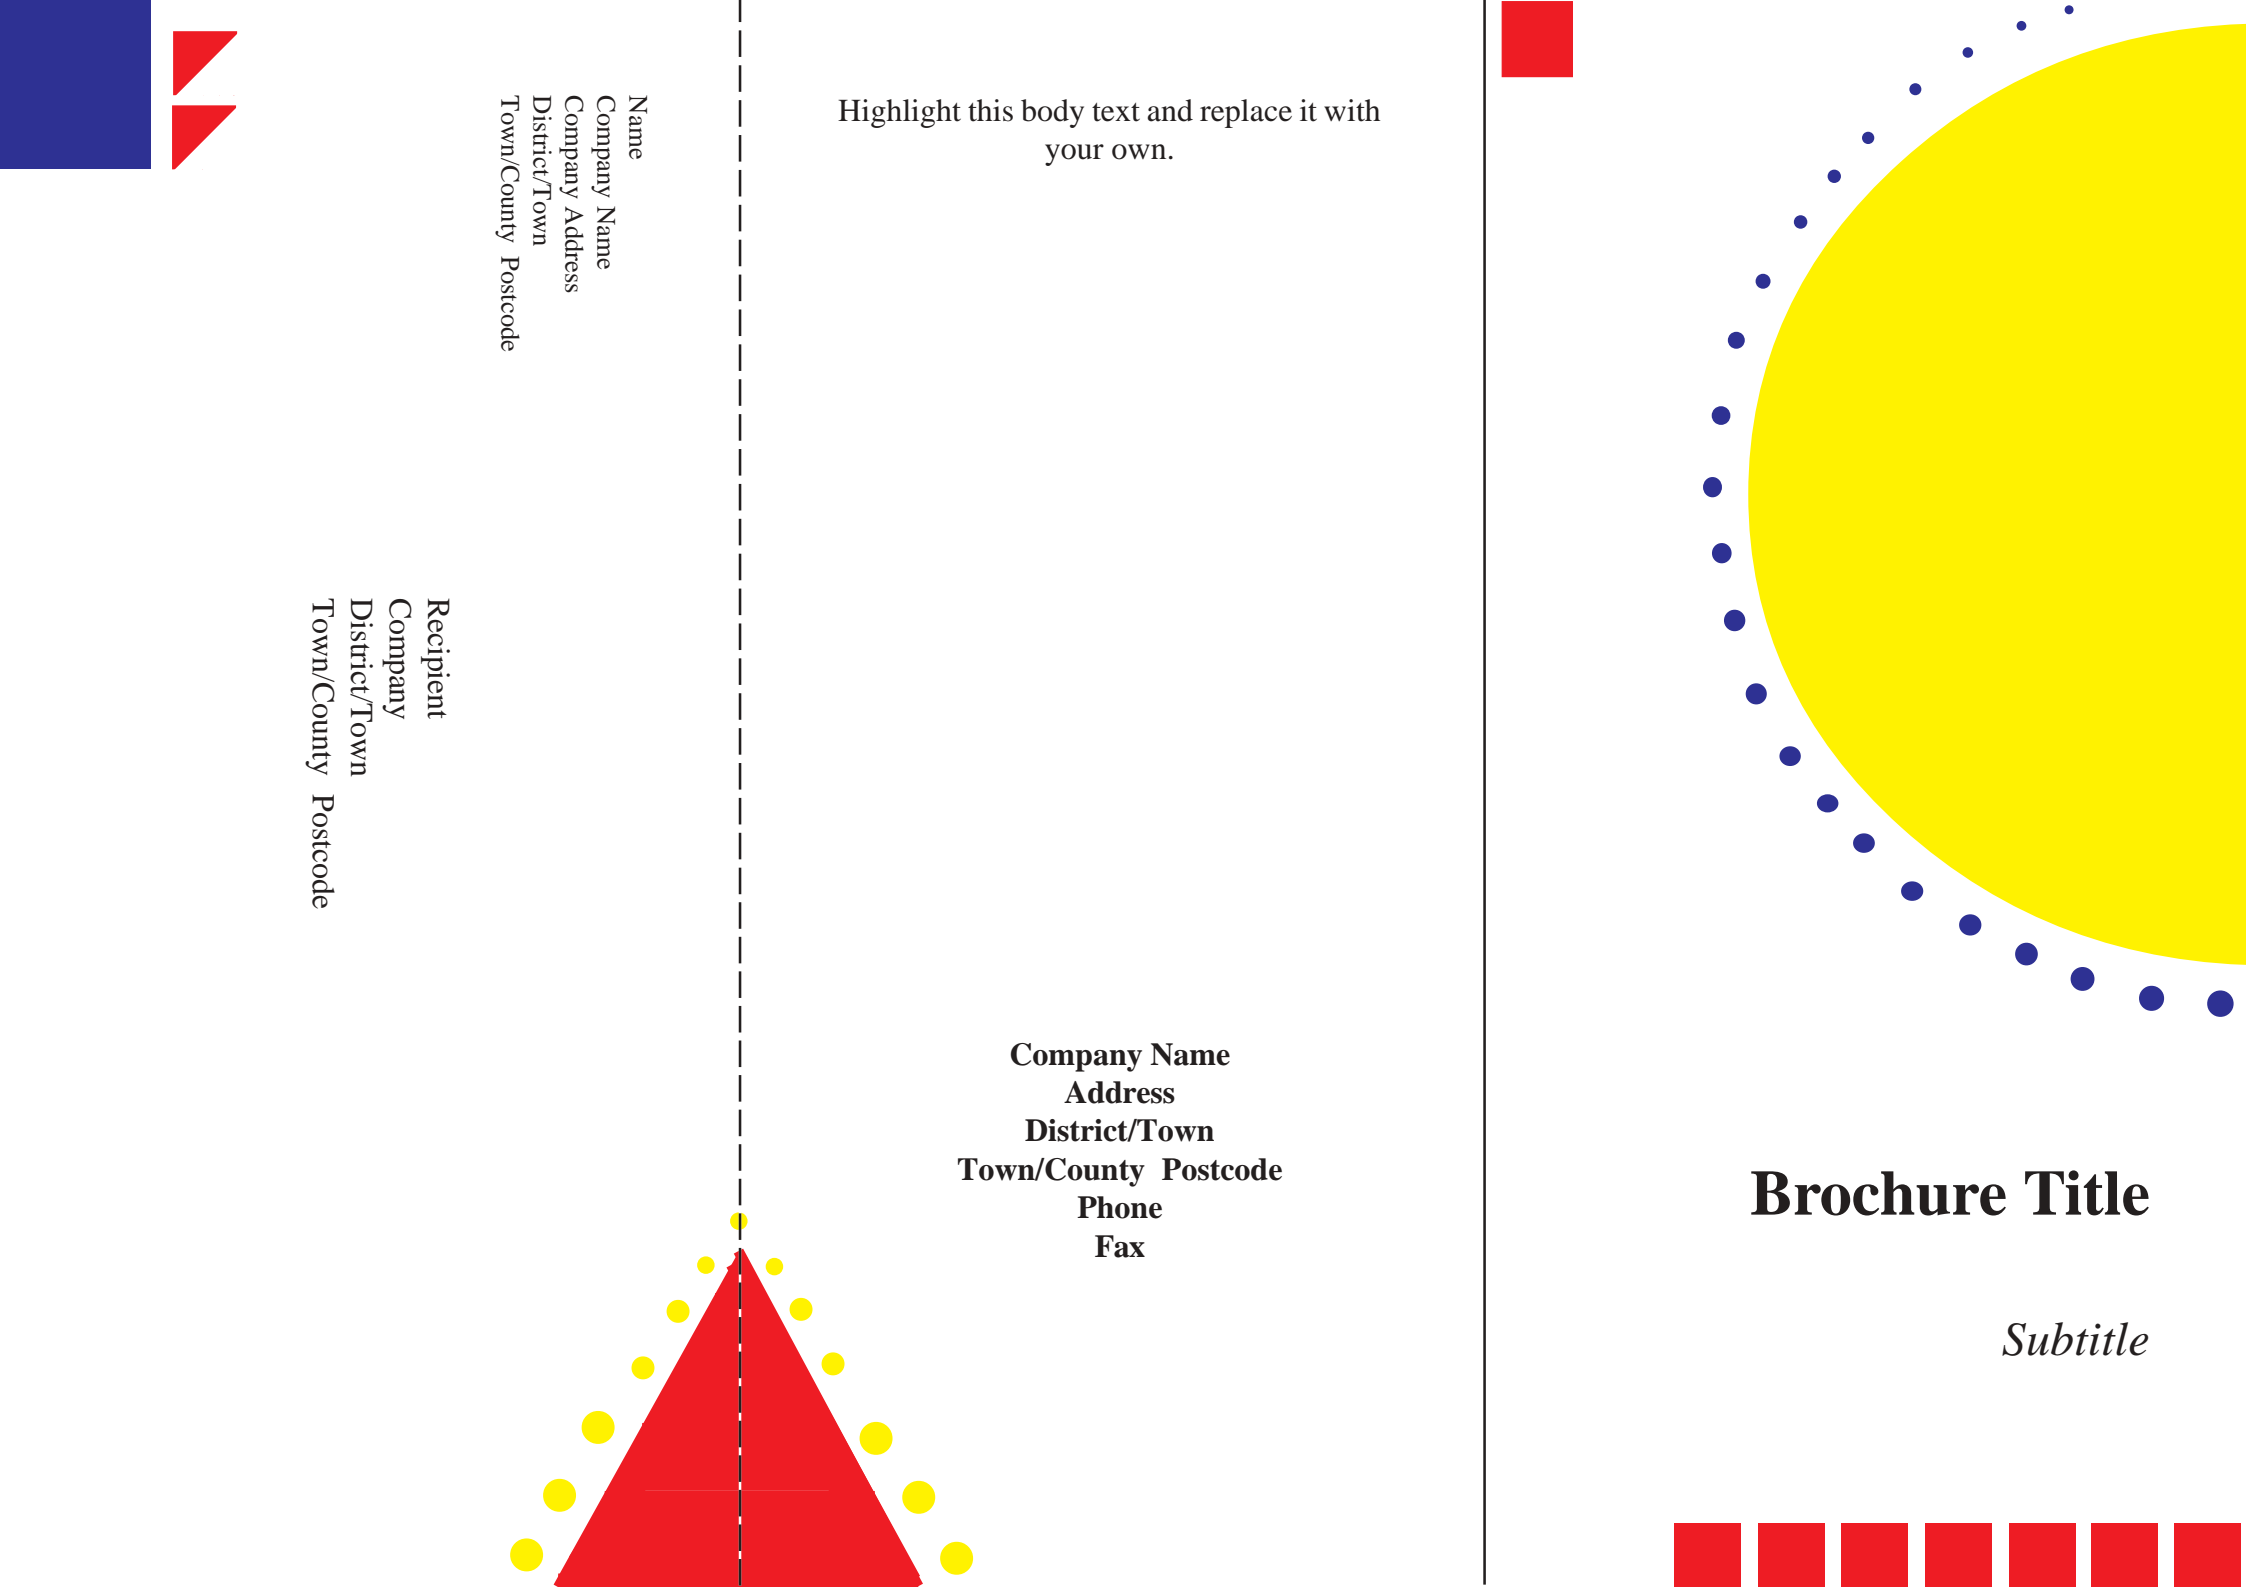 Name
Company Name
Company Address
District/Town
Town/County  Postcode
Recipient
Company
District/Town
Town/County  Postcode
Highlight this body text and replace it with
your own.
Company Name
Address
District/Town
Town/County  Postcode
Phone
Fax
Brochure Title
Subtitle